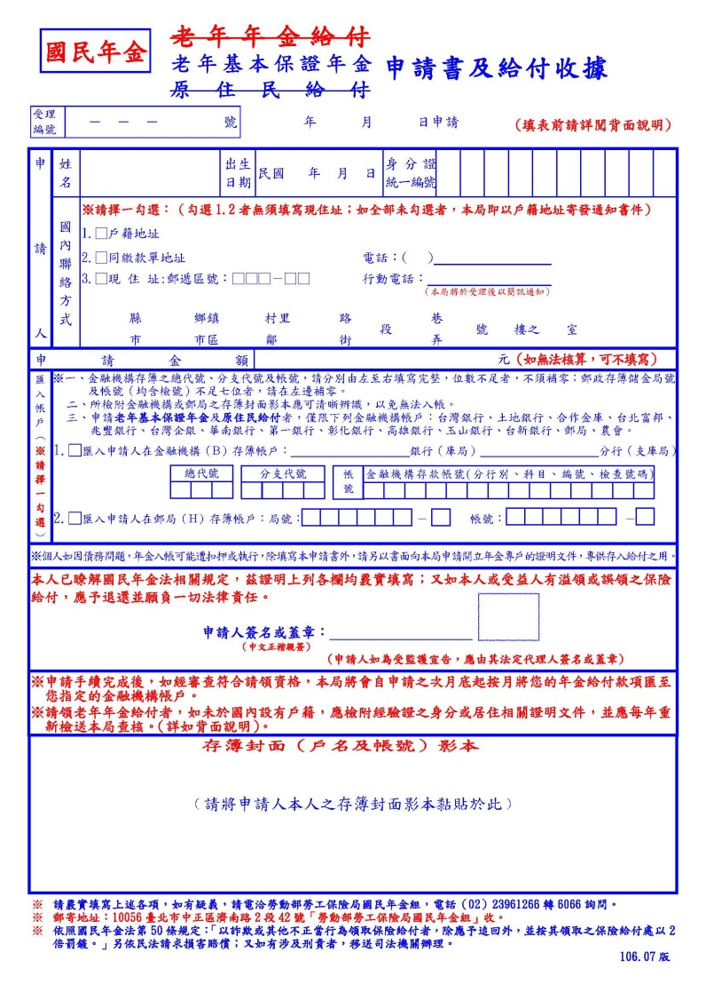 國民年金
老年年金給付
老年基本保證年金
原住民給付
申請書及給付收據
受理編號 － － － 號
年 月 日申請
(填表前請詳閱背面說明)
申請人
姓名
出生日期
民國 年 月 日
身分證統一編號
國內聯絡方式
※請擇一勾選：（勾選1.2者無須填寫現住址；如全部未勾選者，本局即以戶籍地址寄發通知書件）
1.□戶籍地址
2.□同繳款單地址
電話：( )
3.□現 住 址:郵遞區號：□□□－□□
行動電話：
(本局將於受理後以簡訊通知)
縣 鄉鎮 村里 路 段 巷 號 樓之 室
市 市區 鄰 街 弄
申請金額
元 (如無法核算，可不填寫)
匯入帳戶（※請擇一勾選）
※一、金融機構存簿之總代號、分支代號及帳號，請分別由左至右填寫完整，位數不足者，不須補零；郵政存簿儲金局號
及帳號（均含檢號）不足七位者，請在左邊補零。
二、所檢附金融機構或郵局之存簿封面影本應可清晰辨識，以免無法入帳。
三、申請老年基本保證年金及原住民給付者，僅限下列金融機構帳戶：台灣銀行、土地銀行、合作金庫、台北富邦、
兆豐銀行、台灣企銀、華南銀行、第一銀行、彰化銀行、高雄銀行、玉山銀行、台新銀行、郵局、農會。
1.□匯入申請人在金融機構（B）存簿帳戶：銀行（庫局）分行（支庫局）
總代號
分支代號
帳號
金融機構存款帳號(分行別、科目、編號、檢查號碼)
2.□匯入申請人在郵局（H）存簿帳戶：局號： － 帳號： －
※個人如因債務問題，年金入帳可能遭扣押或執行，除填寫本申請書外，請另以書面向本局申請開立年金專戶的證明文件，專供存入給付之用。
本人已瞭解國民年金法相關規定，茲證明上列各欄均覈實填寫；又如本人或受益人有溢領或誤領之保險
給付，應予退還並願負一切法律責任。
申請人簽名或蓋章：
(中文正楷親簽)
(申請人如為受監護宣告，應由其法定代理人簽名或蓋章)
※申請手續完成後，如經審查符合請領資格，本局將會自申請之次月底起按月將您的年金給付款項匯至
您指定的金融機構帳戶。
※請領老年年金給付者，如未於國內設有戶籍，應檢附經驗證之身分或居住相關證明文件，並應每年重
新檢送本局查核。(詳如背面說明)。
存簿封面（戶名及帳號）影本
（請將申請人本人之存簿封面影本黏貼於此）
※ 請覈實填寫上述各項，如有疑義，請電洽勞動部勞工保險局國民年金組，電話（02）23961266 轉 6066 詢問。
※ 郵寄地址：10056 臺北市中正區濟南路 2 段 42 號「勞動部勞工保險局國民年金組」收。
※ 依照國民年金法第 50 條規定：「以詐欺或其他不正當行為領取保險給付者，除應予追回外，並按其領取之保險給付處以 2
倍罰鍰。」另依民法請求損害賠償；又如有涉及刑責者，移送司法機關辦理。
106.07 版